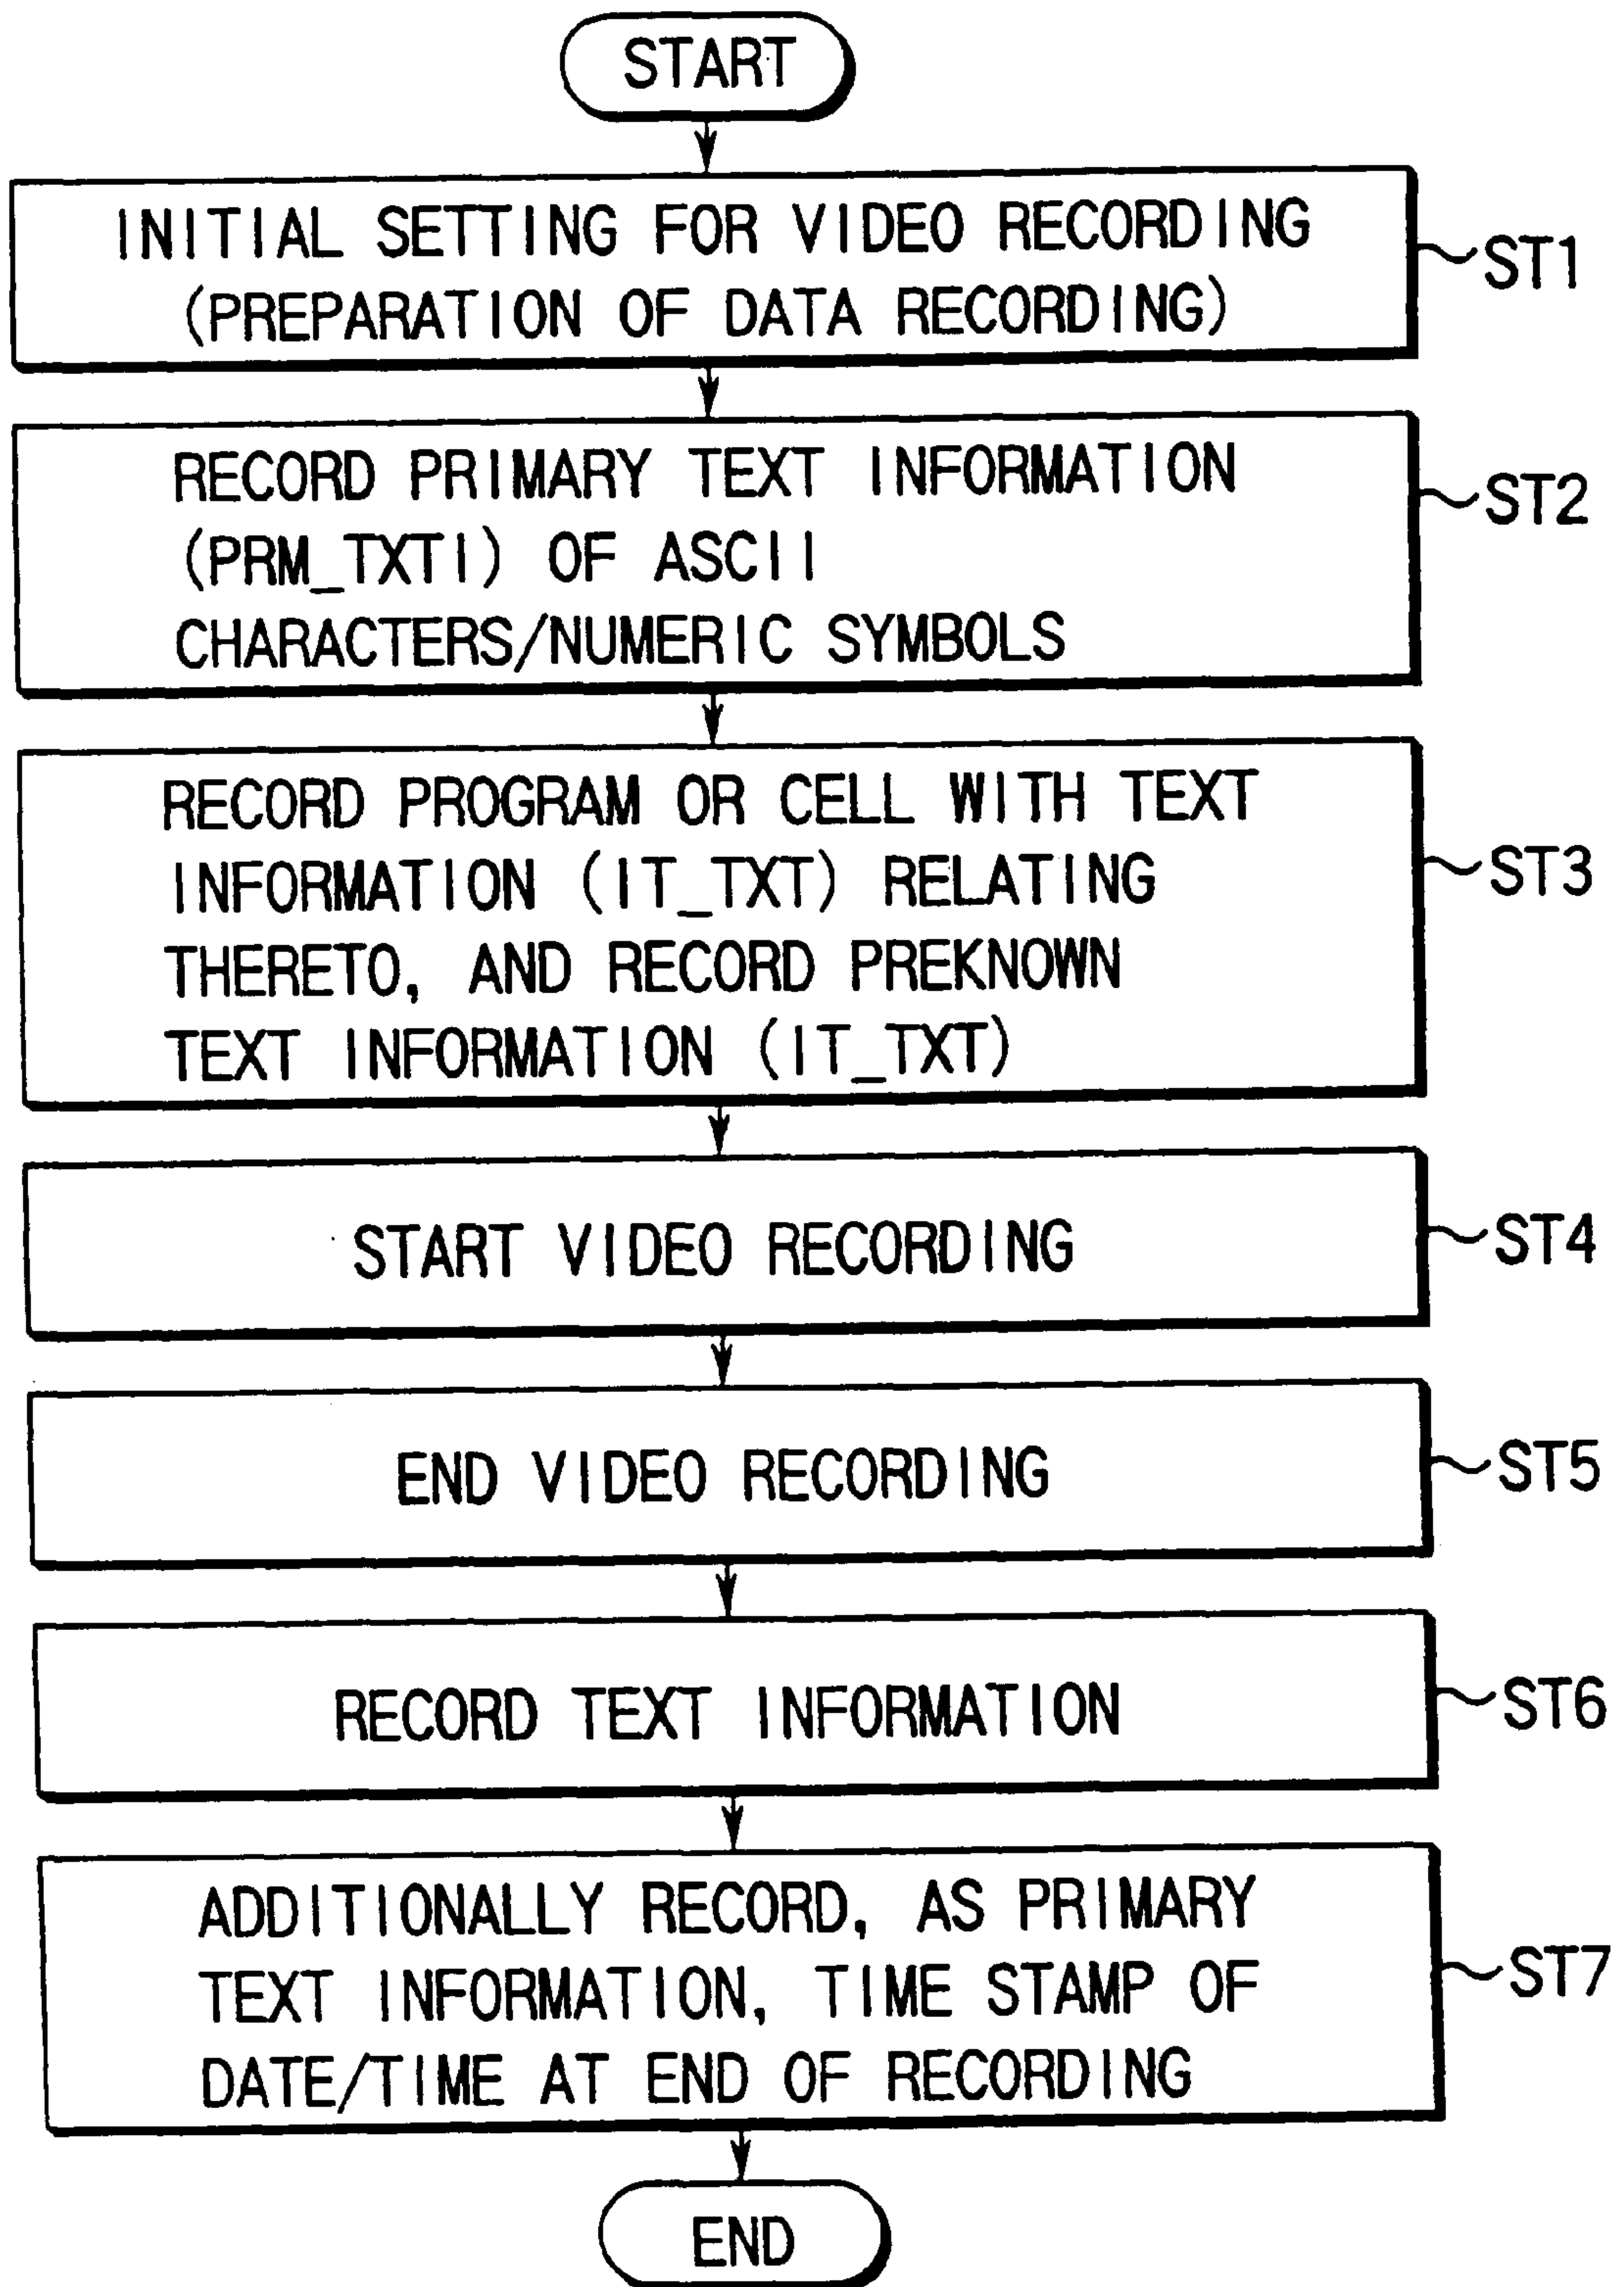 START
INITIAL SETTING FOR VIDEO RECORDING
(PREPARATION OF DATA RECORDING)
ST1
RECORD PRIMARY TEXT INFORMATION
(PRM_TXTI) OF ASCII
CHARACTERS/NUMERIC SYMBOLS
ST2
RECORD PROGRAM OR CELL WITH TEXT
INFORMATION (IT_TXT) RELATING
THERETO, AND RECORD PREKNOWN
TEXT INFORMATION (IT_TXT)
ST3
START VIDEO RECORDING
ST4
END VIDEO RECORDING
ST5
RECORD TEXT INFORMATION
ST6
ADDITIONALLY RECORD, AS PRIMARY
TEXT INFORMATION, TIME STAMP OF
DATE/TIME AT END OF RECORDING
ST7
END